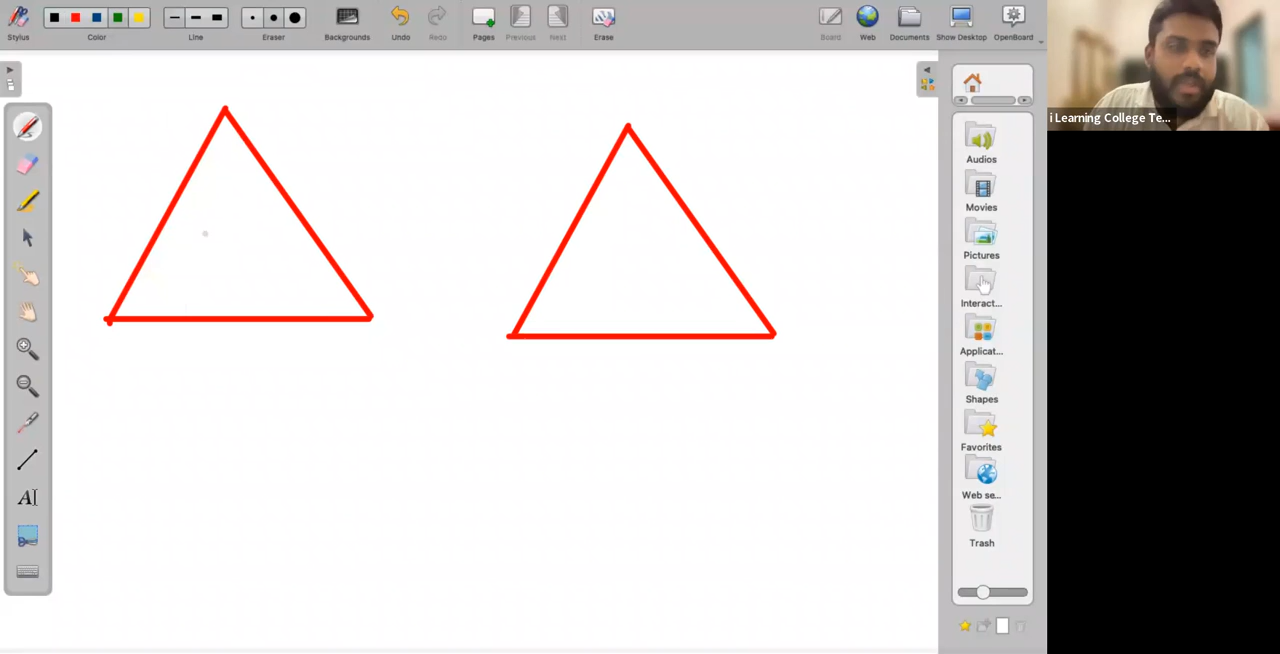 Stylus
Color
Line
Eraser
Backgrounds
Undo
Redo
Pages
Previous
Next
Erase
Board
Web
Documents
Show Desktop
OpenBoard
i Learning College Te...
Audios
Movies
Pictures
Interact...
Applicat...
Shapes
Favorites
Web se...
Trash
A